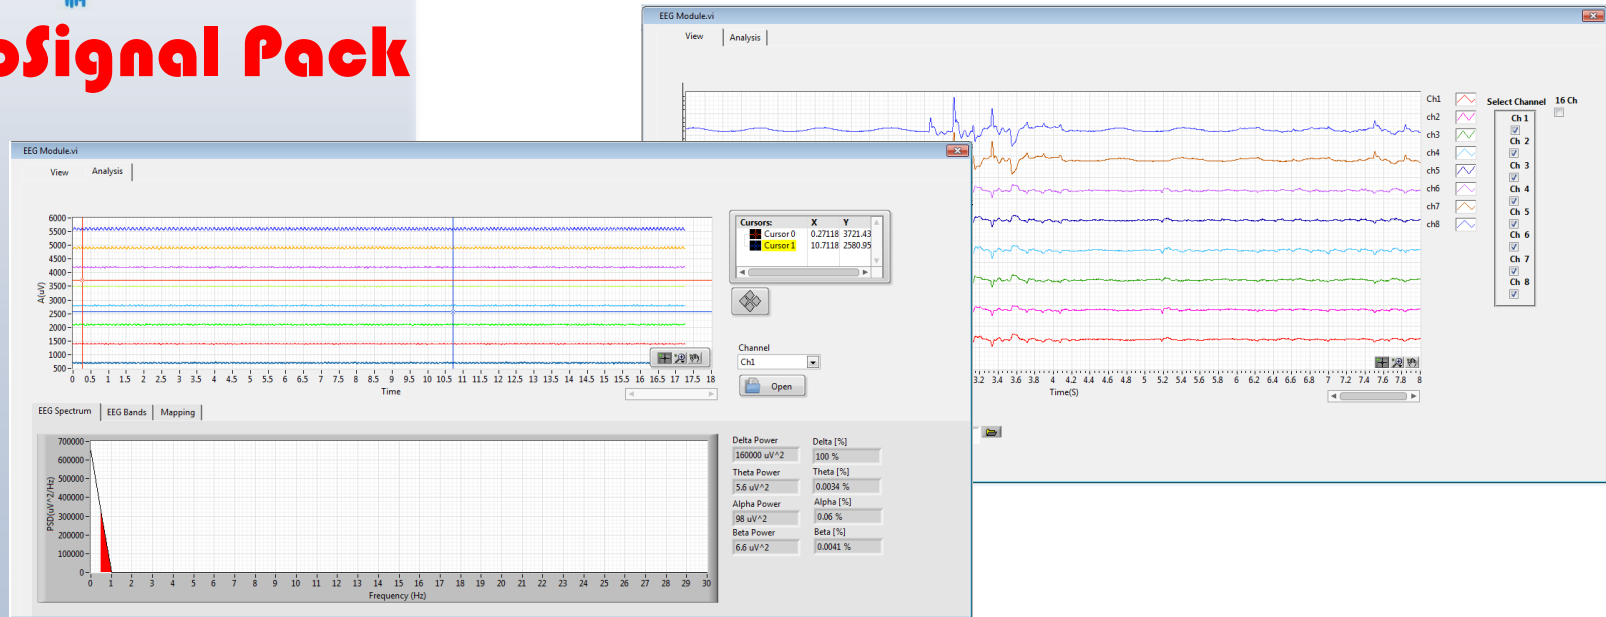 oSignal Pack
EEG Module.vi
View Analysis
Ch1
ch2
ch3
ch4
ch5
ch6
ch7
ch8
Select Channel 16 Ch
Ch 1
Ch 2
Ch 3
Ch 4
Ch 5
Ch 6
Ch 7
Ch 8
3.2 3.4 3.6 3.8 4 4.2 4.4 4.6 4.8 5 5.2 5.4 5.6 5.8 6 6.2 6.4 6.6 6.8 7 7.2 7.4 7.6 7.8 8
Time(S)
EEG Module.vi
View Analysis
A(uV)
6000
5500
5000
4500
4000
3500
3000
2500
2000
1500
1000
500
0 0.5 1 1.5 2 2.5 3 3.5 4 4.5 5 5.5 6 6.5 7 7.5 8 8.5 9 9.5 10 10.5 11 11.5 12 12.5 13 13.5 14 14.5 15 15.5 16 16.5 17 17.5 18
Time
Cursors: X Y
Cursor 0 0.27118 3721.43
Cursor 1 10.7118 2580.95
Channel
Ch1
Open
EEG Spectrum EEG Bands Mapping
PSD(uV^2/Hz)
700000
600000
500000
400000
300000
200000
100000
0
0 1 2 3 4 5 6 7 8 9 10 11 12 13 14 15 16 17 18 19 20 21 22 23 24 25 26 27 28 29 30
Frequency (Hz)
Delta Power Delta [%]
160000 uV^2 100 %
Theta Power Theta [%]
5.6 uV^2 0.0034 %
Alpha Power Alpha [%]
98 uV^2 0.06 %
Beta Power Beta [%]
6.6 uV^2 0.0041 %